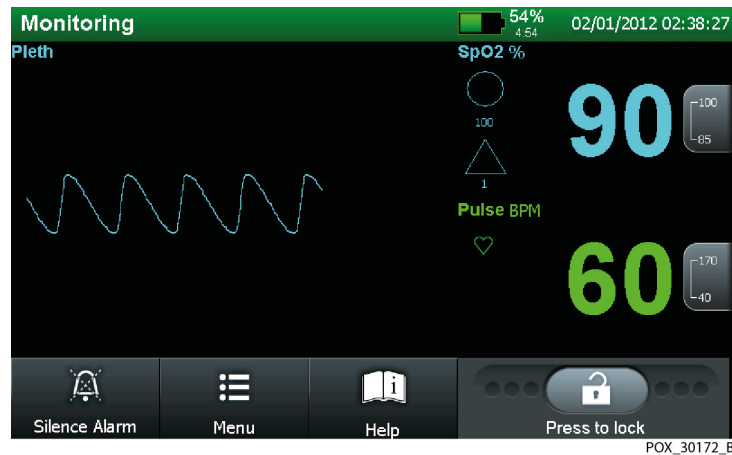 Monitoring
54%
4:54
02/01/2012 02:38:27
Pleth
SpO2 %
100
1
90
100
85
Pulse BPM
60
170
40
Silence Alarm
Menu
i
Help
Press to lock
POX_30172_B